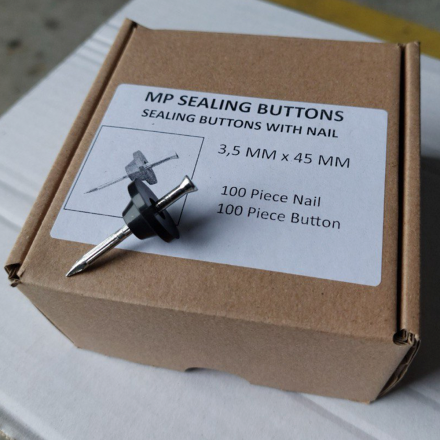 MP SEALING BUTTONS
SEALING BUTTONS WITH NAIL
3,5 MM x 45 MM
100 Piece Nail
100 Piece Button